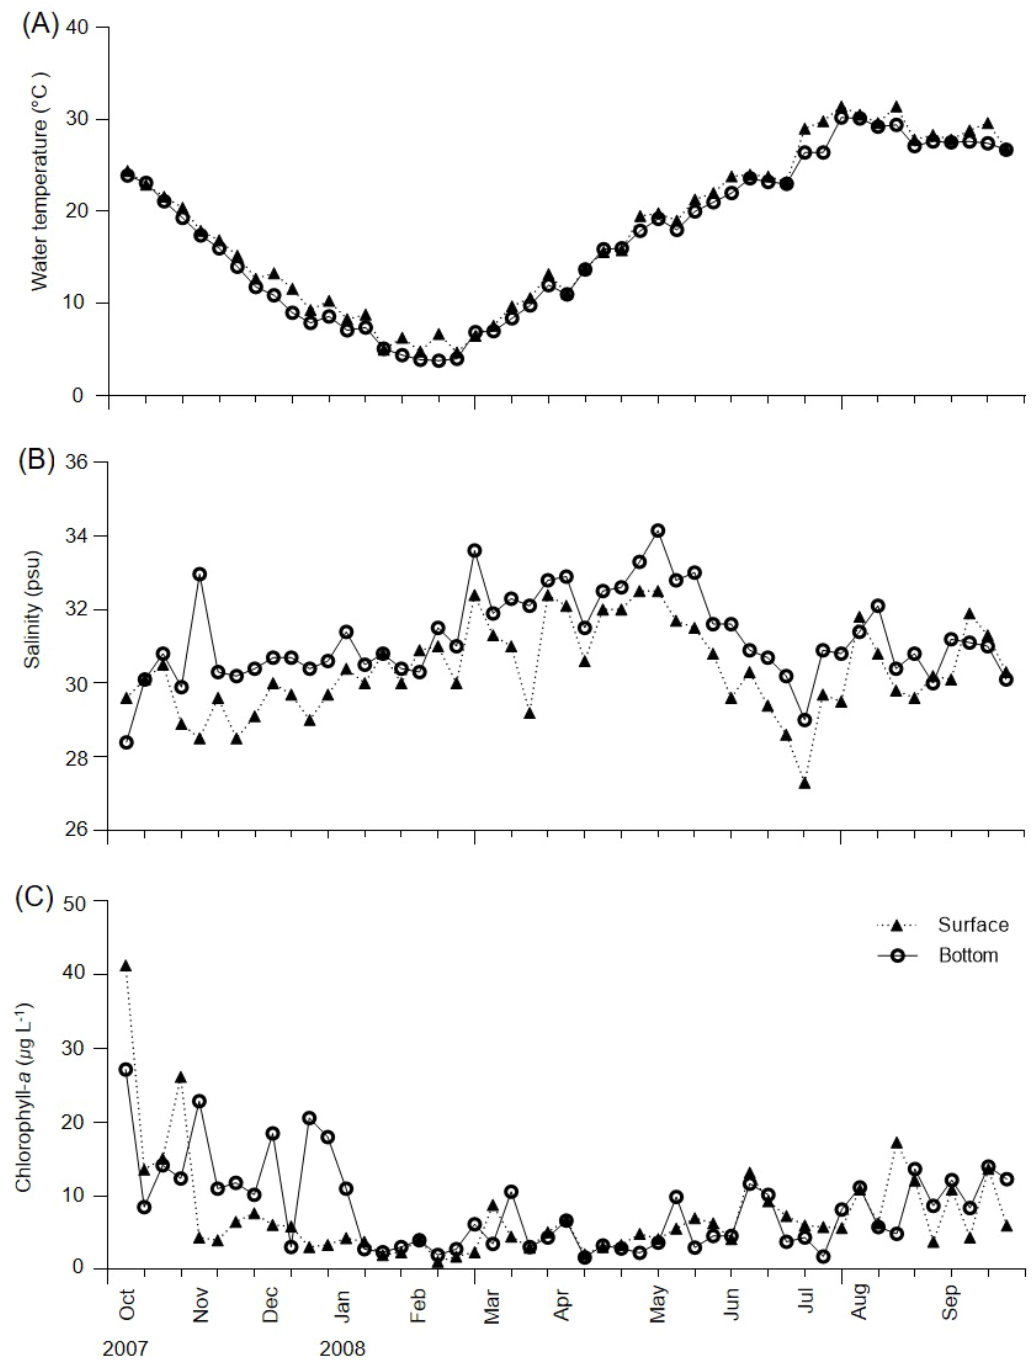 (A)
Water temperature (°C )
40
30
20
10
0
(B)
Salinity (psu)
36
34
32
30
28
26
(C)
Chlorophyll-a (µg L-1)
50
40
30
20
10
0
Surface
Bottom
Oct Nov Dec Jan Feb Mar Apr May Jun Jul Aug Sep
2007 2008